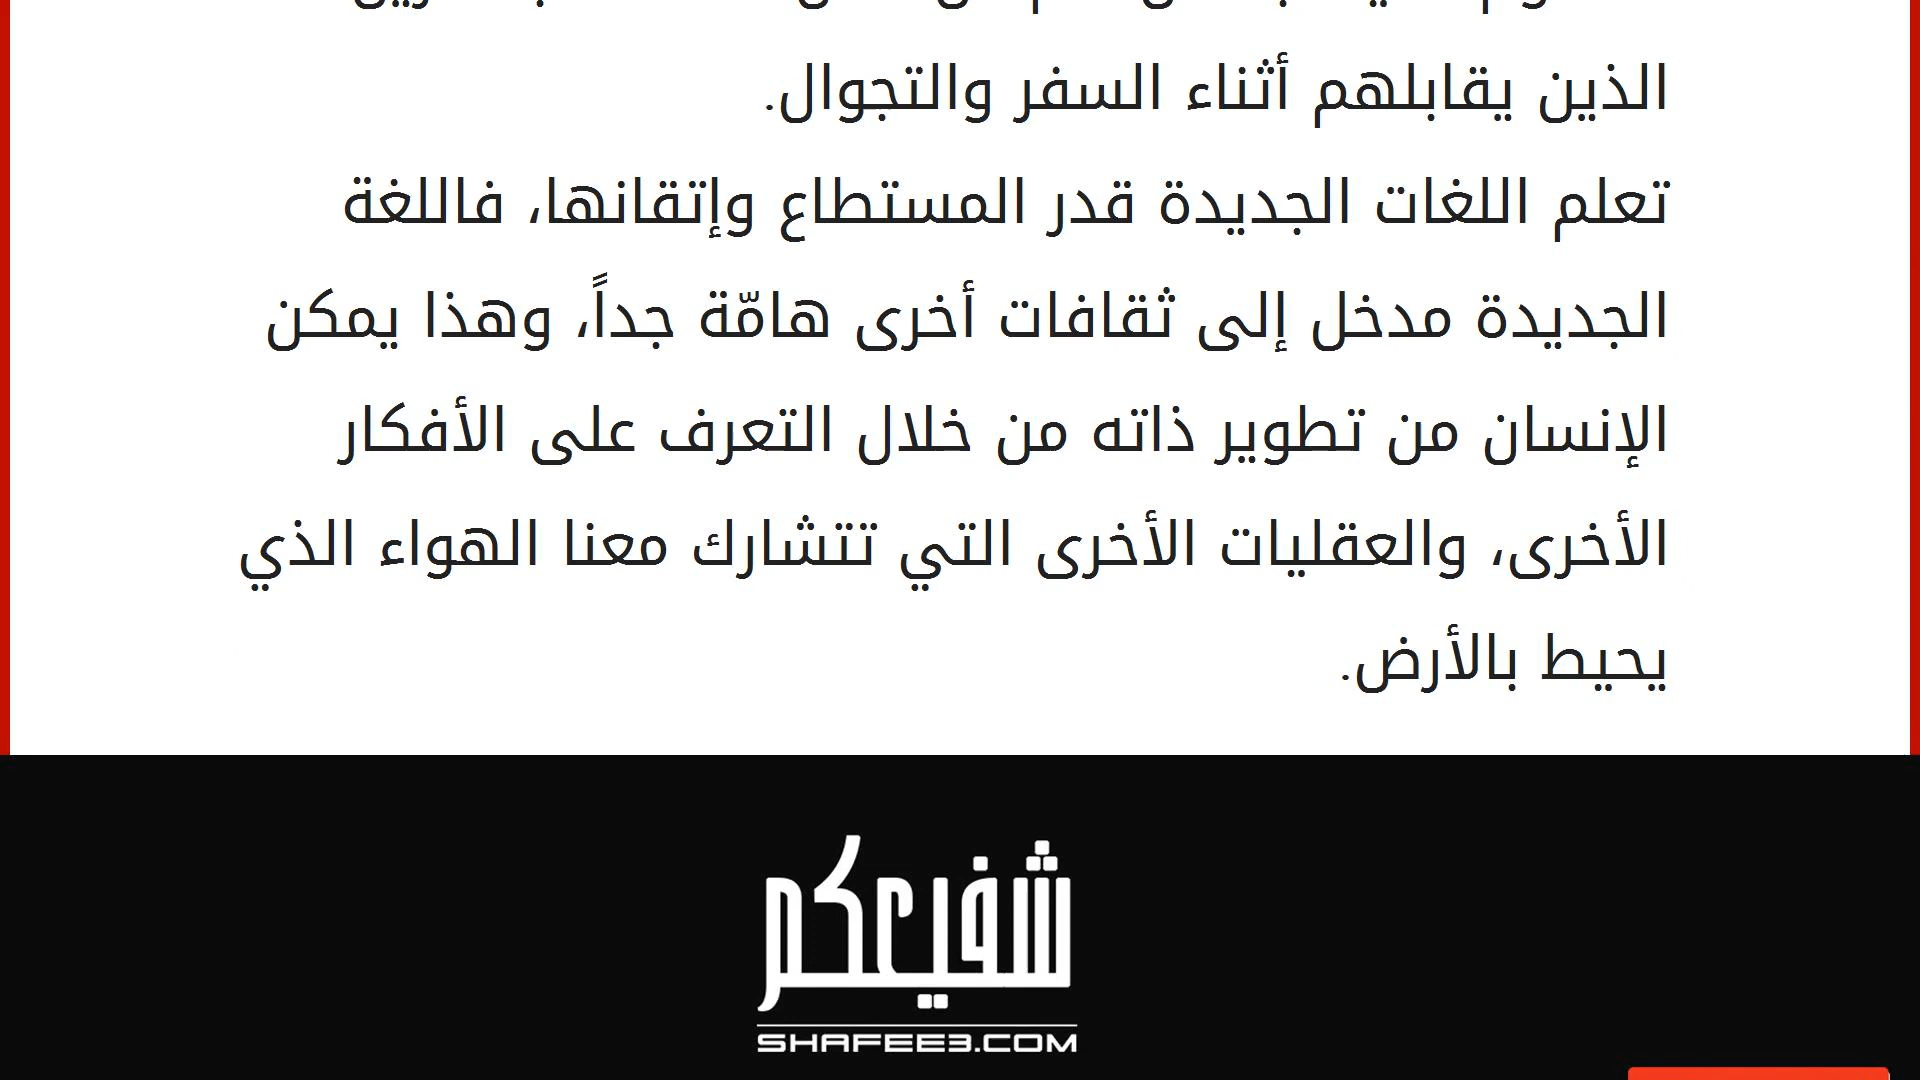 الذين يقابلهم أثناء السفر والتجوال.
تعلم اللغات الجديدة قدر المستطاع وإتقانها، فاللغة
الجديدة مدخل إلى ثقافات أخرى هامّة جداً، وهذا يمكن
الإنسان من تطوير ذاته من خلال التعرف على الأفكار
الأخرى، والعقليات الأخرى التي تتشارك معنا الهواء الذي
يحيط بالأرض.
شفيعكم
SHAFEE3.COM